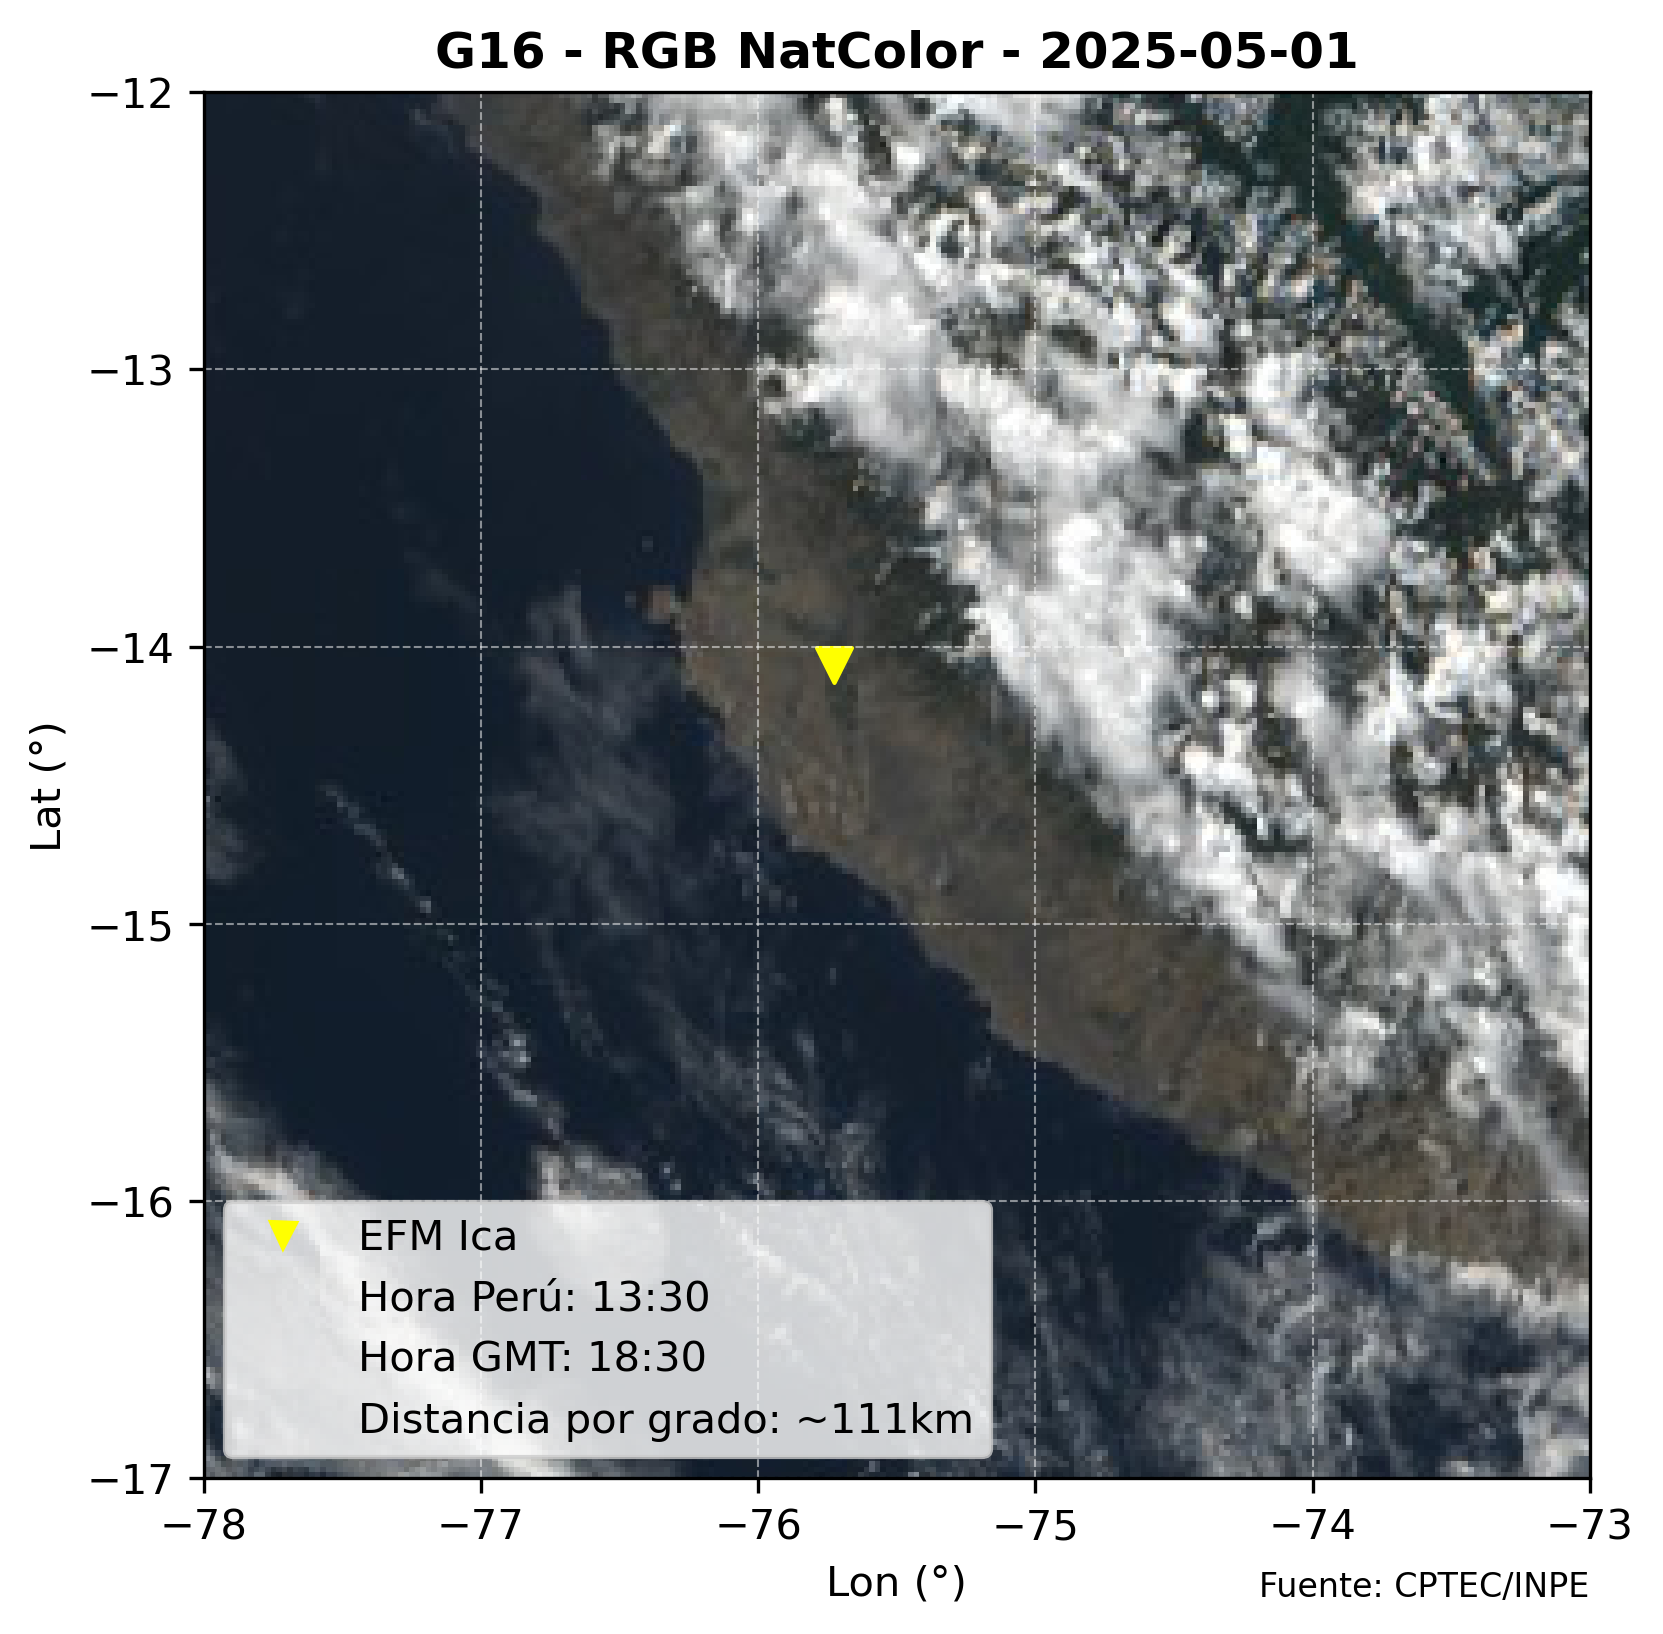 G16 - RGB NatColor - 2025-05-01
−12
−13
−14
−15
−16
−17
Lat (°)
EFM Ica
Hora Perú: 13:30
Hora GMT: 18:30
Distancia por grado: ~111km
−78 −77 −76 −75 −74 −73
Lon (°)
Fuente: CPTEC/INPE